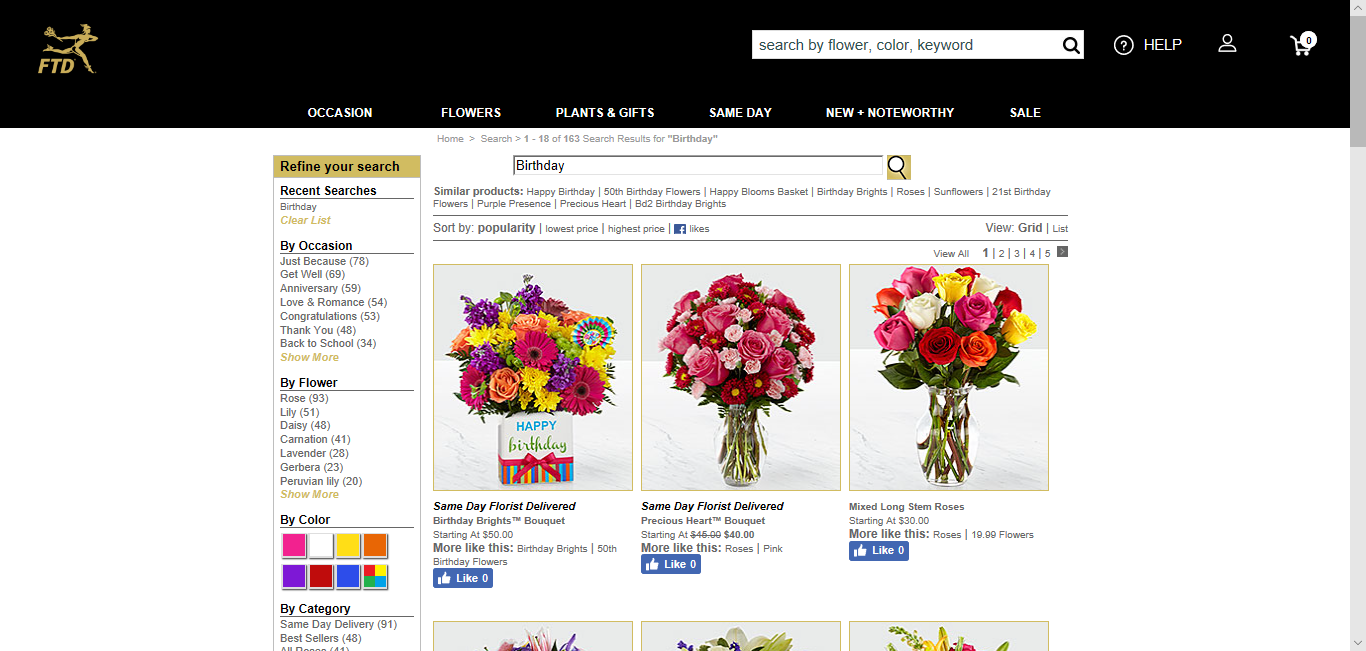 FTD
search by flower, color, keyword
? HELP
0
OCCASION FLOWERS PLANTS & GIFTS SAME DAY NEW + NOTEWORTHY SALE
Home > Search > 1 - 18 of 163 Search Results for "Birthday"
Refine your search
Recent Searches
Birthday
Clear List
By Occasion
Just Because (78)
Get Well (69)
Anniversary (59)
Love & Romance (54)
Congratulations (53)
Thank You (48)
Back to School (34)
Show More
By Flower
Rose (93)
Lily (51)
Daisy (48)
Carnation (41)
Lavender (28)
Gerbera (23)
Peruvian lily (20)
Show More
By Color
By Category
Same Day Delivery (91)
Best Sellers (48)
All Roses (41)
Birthday
Similar products: Happy Birthday | 50th Birthday Flowers | Happy Blooms Basket | Birthday Brights | Roses | Sunflowers | 21st Birthday
Flowers | Purple Presence | Precious Heart | Bd2 Birthday Brights
Sort by: popularity | lowest price | highest price | f likes
View: Grid | List
View All 1 | 2 | 3 | 4 | 5 >
HAPPY
birthday
Same Day Florist Delivered
Birthday Brights™ Bouquet
Starting At $50.00
More like this: Birthday Brights | 50th
Birthday Flowers
Like 0
Same Day Florist Delivered
Precious Heart™ Bouquet
Starting At $45.00 $40.00
More like this: Roses | Pink
Like 0
Mixed Long Stem Roses
Starting At $30.00
More like this: Roses | 19.99 Flowers
Like 0